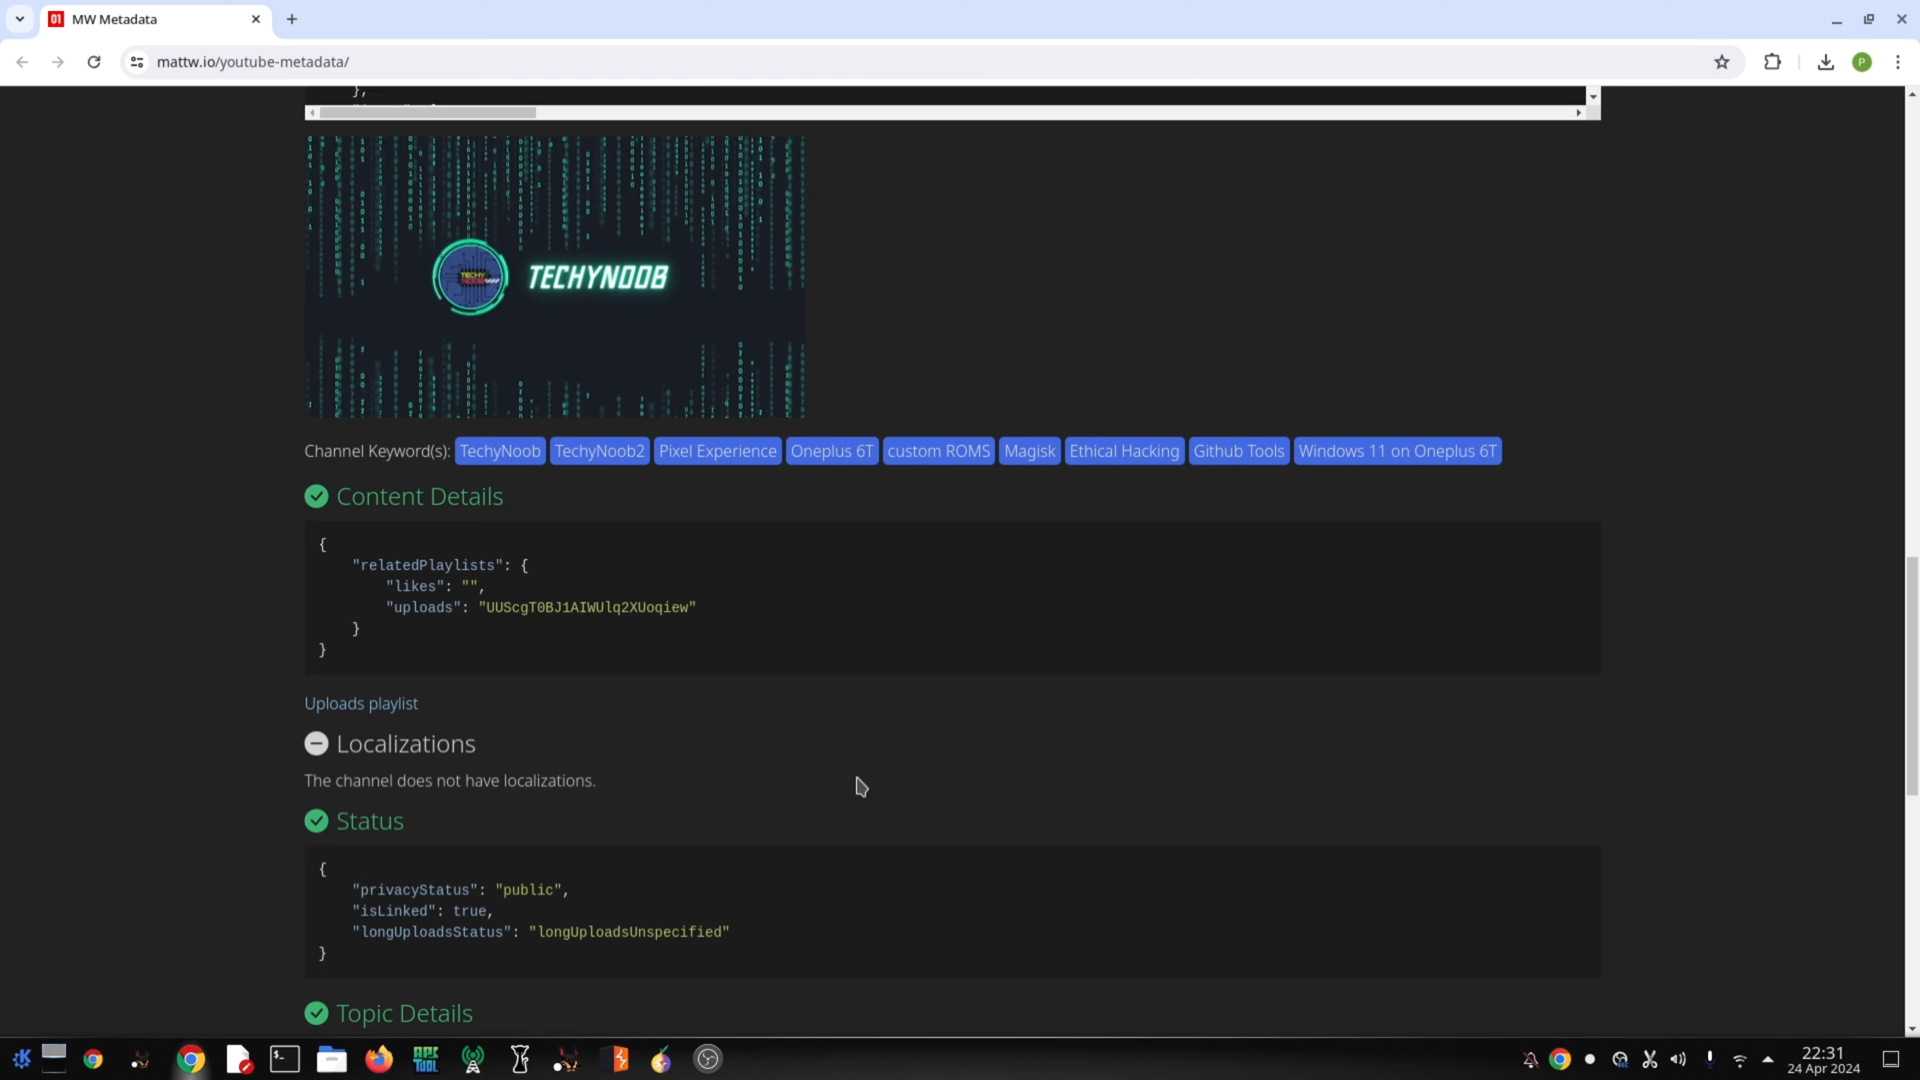 MW Metadata
mattw.io/youtube-metadata/
P
},
TECHYNOOB
Channel Keyword(s): TechyNoob TechyNoob2 Pixel Experience Oneplus 6T custom ROMS Magisk Ethical Hacking Github Tools Windows 11 on Oneplus 6T
Content Details
{
"relatedPlaylists": {
"likes": "",
"uploads": "UUScgT0BJ1AIWUlq2XUoqiew"
}
}
Uploads playlist
Localizations
The channel does not have localizations.
Status
{
"privacyStatus": "public",
"isLinked": true,
"longUploadsStatus": "longUploadsUnspecified"
}
Topic Details
22:31
24 Apr 2024